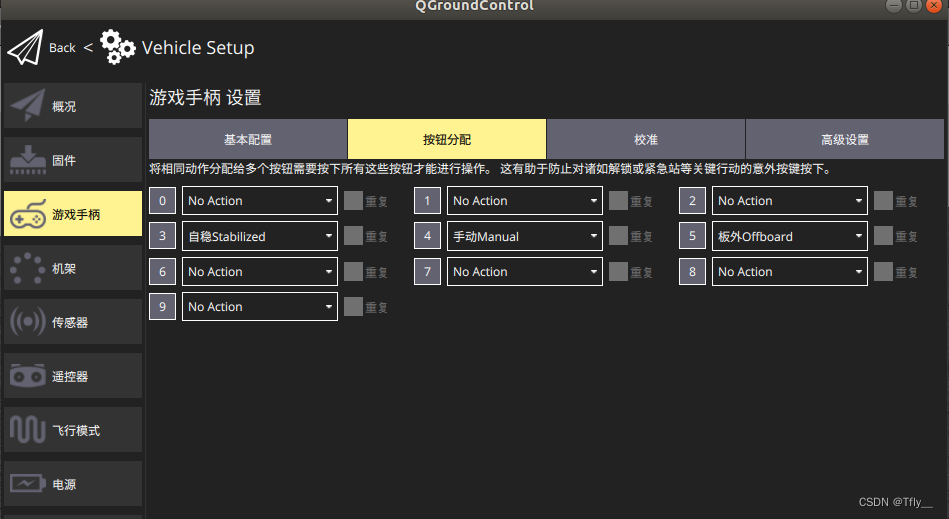 QGroundControl
Back < Vehicle Setup
概况
固件
游戏手柄
机架
传感器
遥控器
飞行模式
电源
游戏手柄 设置
基本配置 按钮分配 校准 高级设置
将相同动作分配给多个按钮需要按下所有这些按钮才能进行操作。 这有助于防止对诸如解锁或紧急站等关键行动的意外按键按下。
0 No Action 重复 1 No Action 重复 2 No Action 重复
3 自稳Stabilized 重复 4 手动Manual 重复 5 板外Offboard 重复
6 No Action 重复 7 No Action 重复 8 No Action 重复
9 No Action 重复
CSDN @Tfly__